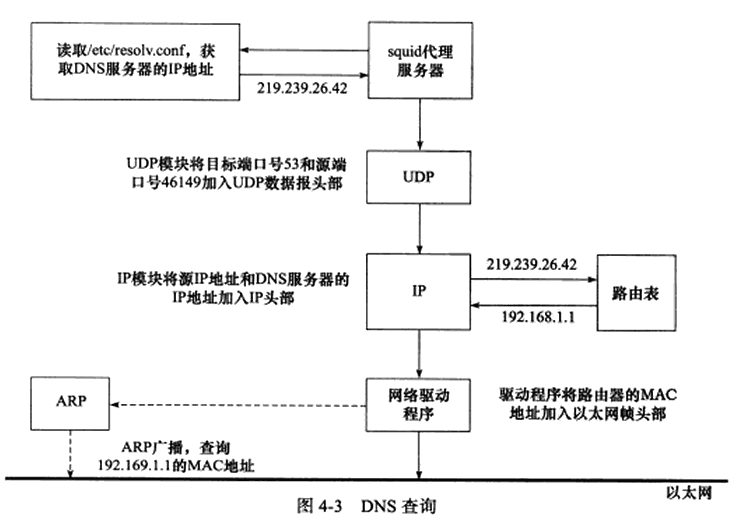 读取/etc/resolv.conf，获
取DNS服务器的IP地址
squid代理
服务器
219.239.26.42
UDP模块将目标端口号53和源端
口号46149加入UDP数据报头部
UDP
IP模块将源IP地址和DNS服务器的
IP地址加入IP头部
IP
219.239.26.42
192.168.1.1
路由表
ARP
网络驱动
程序
驱动程序将路由器的MAC
地址加入以太网帧头部
ARP广播，查询
192.169.1.1的MAC地址
以太网
图 4-3 DNS 查询